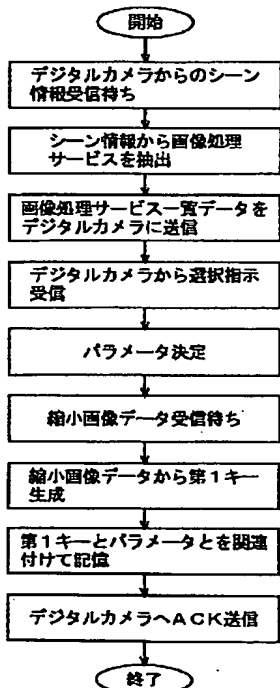 開始
デジタルカメラからのシーン
情報受信待ち
シーン情報から画像処理
サービスを抽出
画像処理サービス一覧データを
デジタルカメラに送信
デジタルカメラから選択指示
受信
パラメータ決定
縮小画像データ受信待ち
縮小画像データから第1キー
生成
第1キーとパラメータとを関連
付けて記憶
デジタルカメラへACK送信
終了